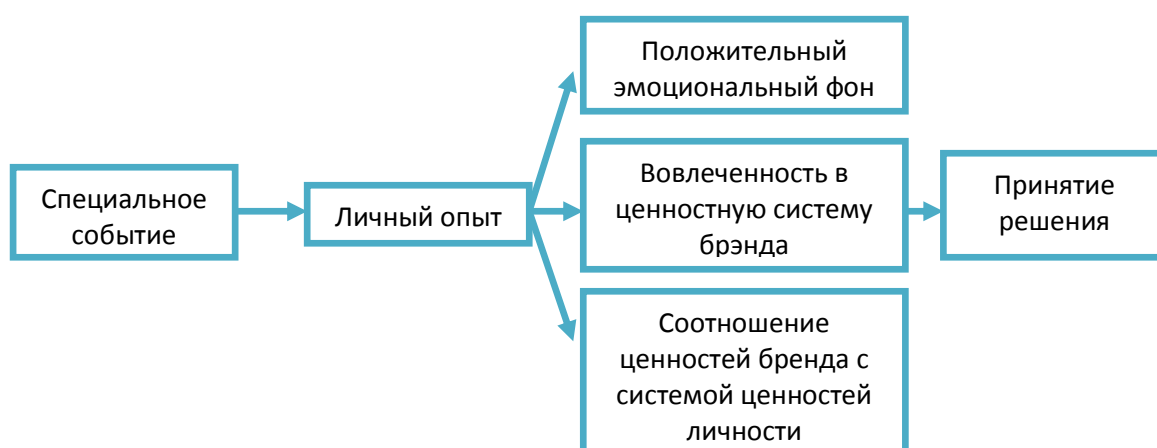 Положительный
эмоциональный фон
Специальное
событие
Личный опыт
Вовлеченность в
ценностную систему
брэнда
Принятие
решения
Соотношение
ценностей бренда с
системой ценностей
личности